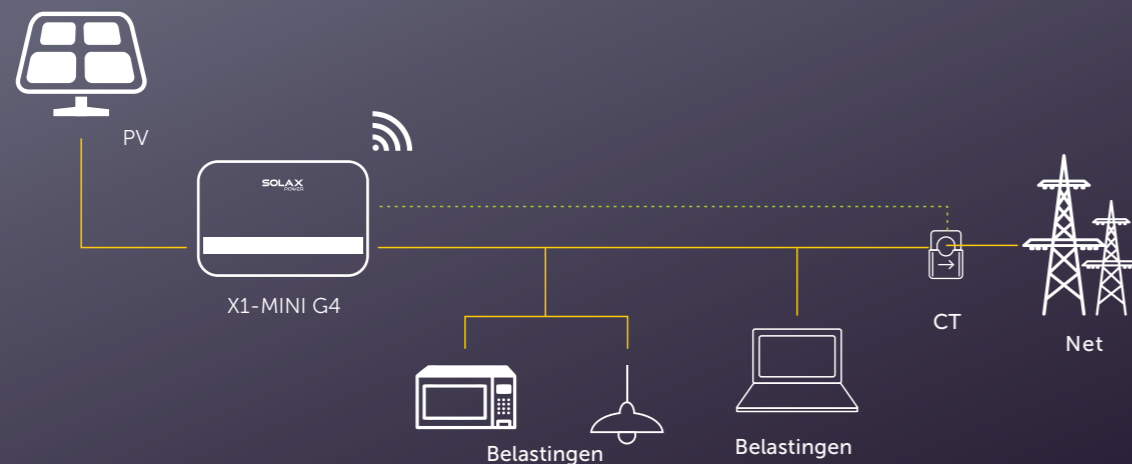 PV
SOLAX
POWER
X1-MINI G4
CT
Net
Belastingen
Belastingen